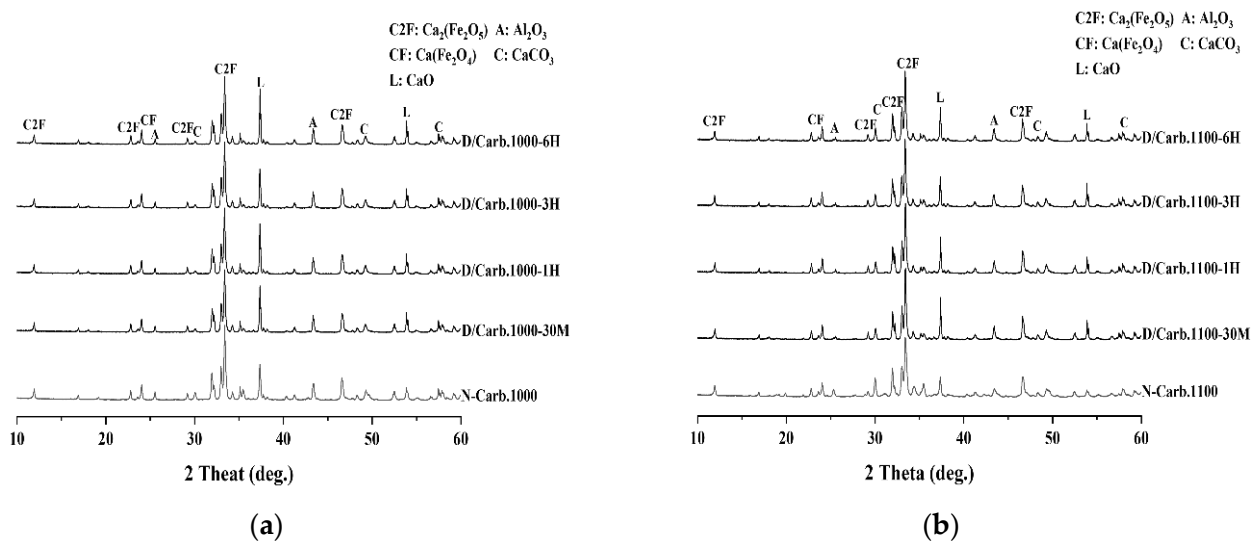 C2F: Ca₂(Fe₂O₅) A: Al₂O₃
CF: Ca(Fe₂O₄) C: CaCO₃
L: CaO
C2F
C2F
CF
A
C2F
C
C2F
L
A
C2F
C
L
C
D/Carb.1000-6H
D/Carb.1000-3H
D/Carb.1000-1H
D/Carb.1000-30M
N-Carb.1000
10 20 30 40 50 60
2 Theat (deg.)
(a)
C2F: Ca₂(Fe₂O₅) A: Al₂O₃
CF: Ca(Fe₂O₄) C: CaCO₃
L: CaO
C2F
CF
A
C2F
C
C2F
C2F
L
A
C2F
C
L
C
D/Carb.1100-6H
D/Carb.1100-3H
D/Carb.1100-1H
D/Carb.1100-30M
N-Carb.1100
10 20 30 40 50 60
2 Theta (deg.)
(b)